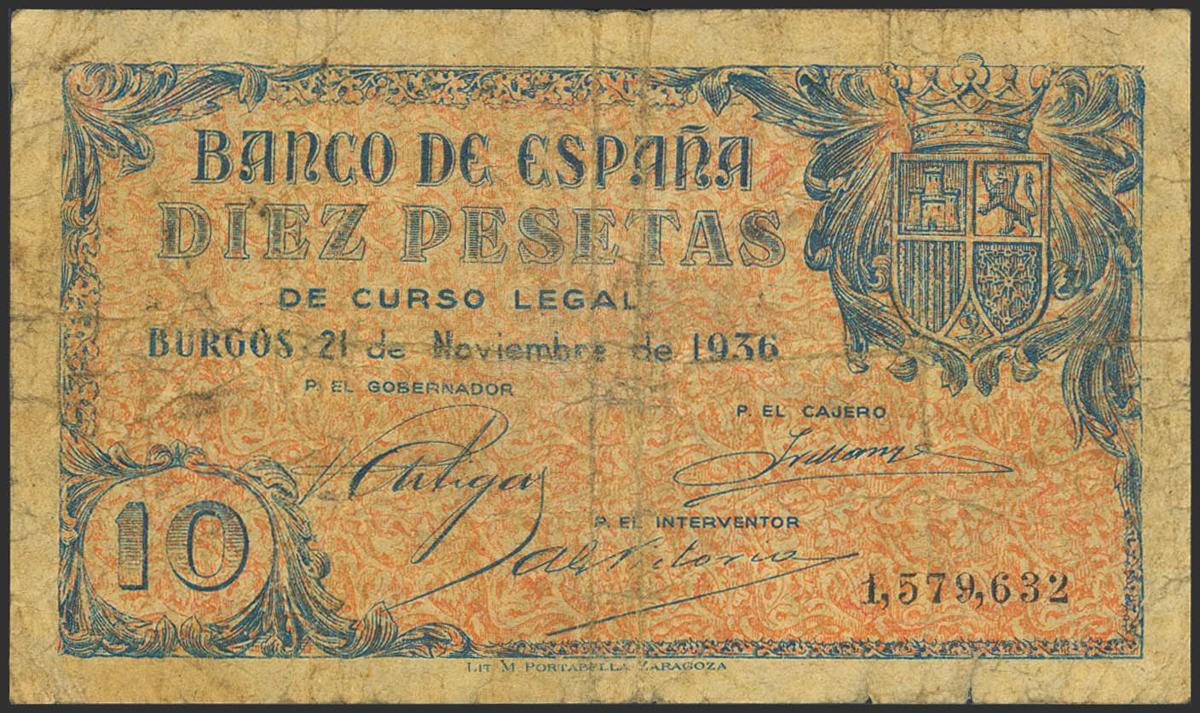 BANCO DE ESPAÑA
DIEZ PESETAS
DE CURSO LEGAL
BURGOS 21 de Noviembre de 1936
P. EL GOBERNADOR
P. EL CAJERO
P. EL INTERVENTOR
10
1,579,632
LIT M PORTABELLA ZARAGOZA